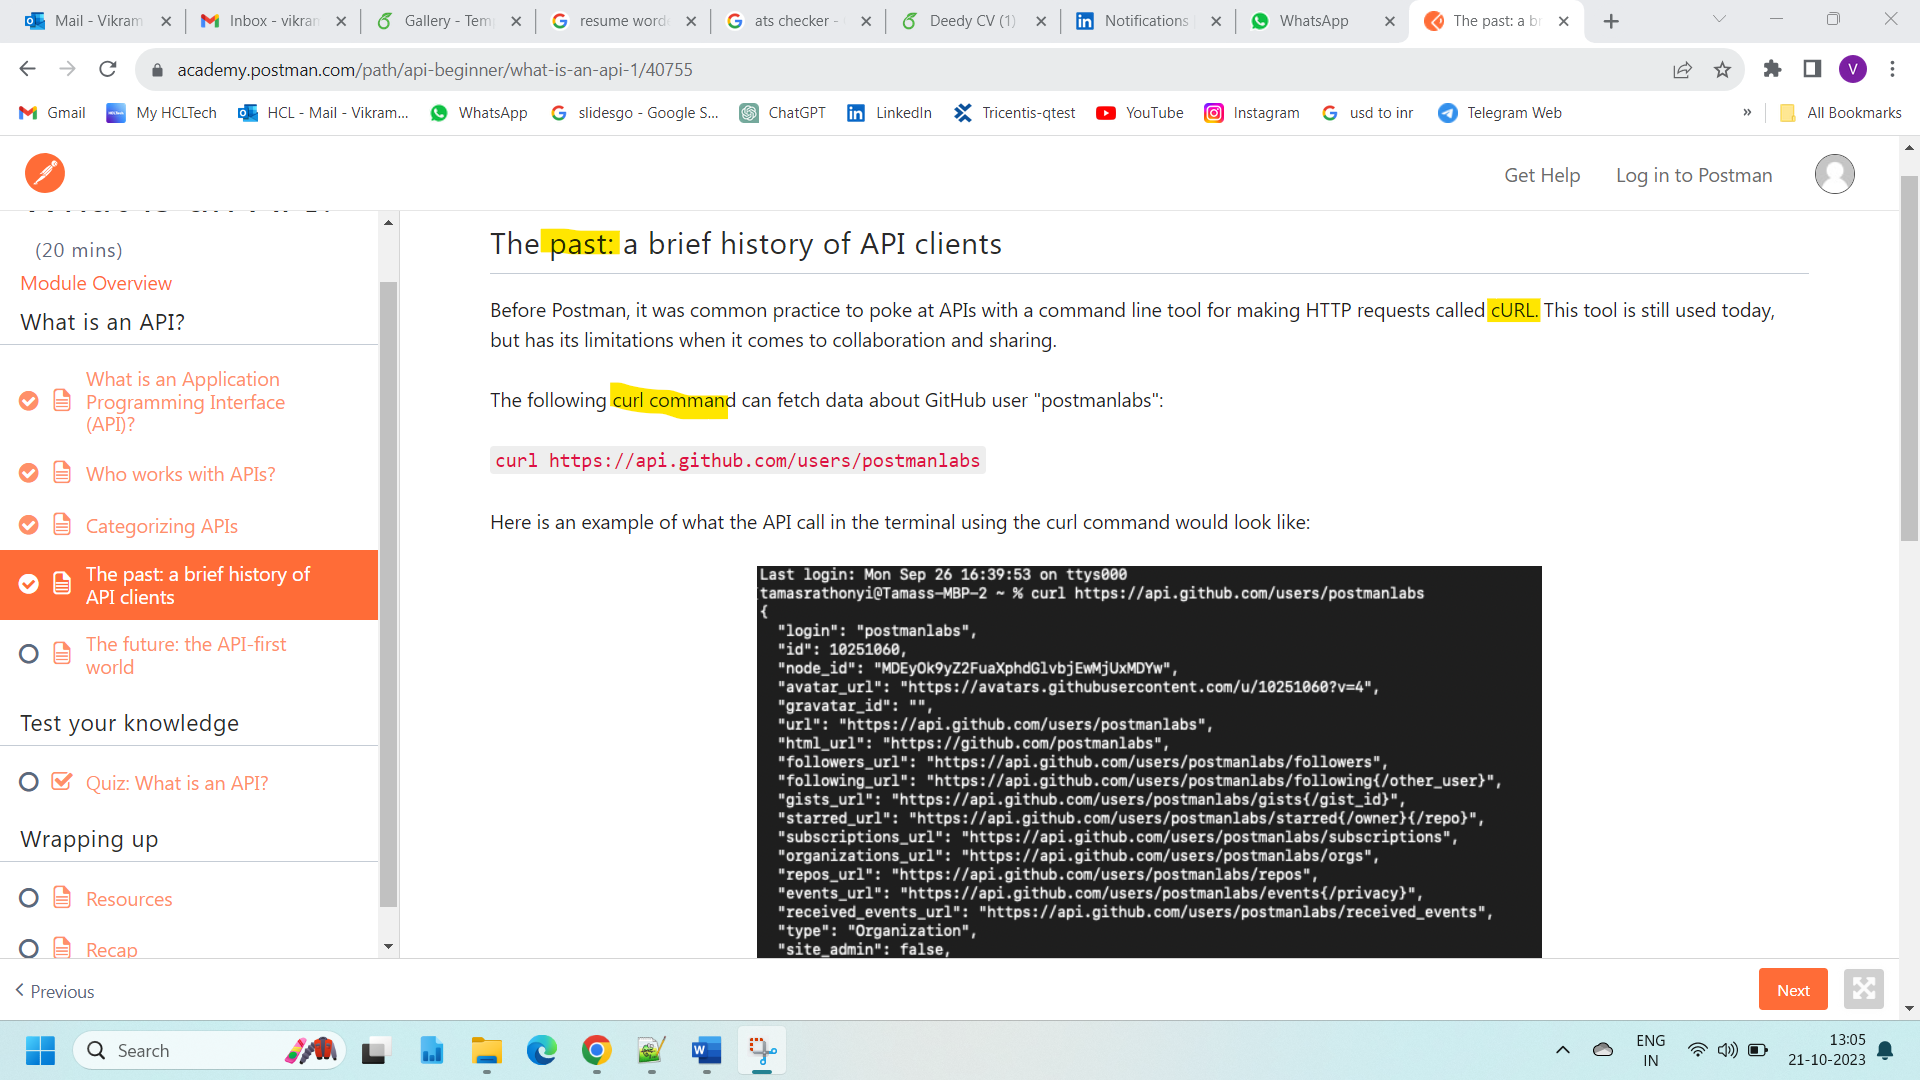 Mail - Vikram
Inbox - vikran
Gallery - Tem
resume worde
ats checker -
Deedy CV (1)
Notifications
WhatsApp
The past: a b
academy.postman.com/path/api-beginner/what-is-an-api-1/40755
V
Gmail
My HCLTech
HCL - Mail - Vikram...
WhatsApp
slidesgo - Google S...
ChatGPT
LinkedIn
Tricentis-qtest
YouTube
Instagram
usd to inr
Telegram Web
»
All Bookmarks
Get Help
Log in to Postman
What is an API?
(20 mins)
Module Overview
What is an API?
What is an Application
Programming Interface
(API)?
Who works with APIs?
Categorizing APIs
The past: a brief history of
API clients
The future: the API-first
world
Test your knowledge
Quiz: What is an API?
Wrapping up
Resources
Recap
The past: a brief history of API clients
Before Postman, it was common practice to poke at APIs with a command line tool for making HTTP requests called cURL. This tool is still used today,
but has its limitations when it comes to collaboration and sharing.
The following curl command can fetch data about GitHub user "postmanlabs":
curl https://api.github.com/users/postmanlabs
Here is an example of what the API call in the terminal using the curl command would look like:
Last login: Mon Sep 26 16:39:53 on ttys000
tamasrathonyi@Tamass-MBP-2 ~ % curl https://api.github.com/users/postmanlabs
{
"login": "postmanlabs",
"id": 10251060,
"node_id": "MDEyOk9yZ2FuaXphdGlvbjEwMjUxMDYw",
"avatar_url": "https://avatars.githubusercontent.com/u/10251060?v=4",
"gravatar_id": "",
"url": "https://api.github.com/users/postmanlabs",
"html_url": "https://github.com/postmanlabs",
"followers_url": "https://api.github.com/users/postmanlabs/followers",
"following_url": "https://api.github.com/users/postmanlabs/following{/other_user}",
"gists_url": "https://api.github.com/users/postmanlabs/gists{/gist_id}",
"starred_url": "https://api.github.com/users/postmanlabs/starred{/owner}{/repo}",
"subscriptions_url": "https://api.github.com/users/postmanlabs/subscriptions",
"organizations_url": "https://api.github.com/users/postmanlabs/orgs",
"repos_url": "https://api.github.com/users/postmanlabs/repos",
"events_url": "https://api.github.com/users/postmanlabs/events{/privacy}",
"received_events_url": "https://api.github.com/users/postmanlabs/received_events",
"type": "Organization",
"site_admin": false,
Previous
Next
Search
ENG
IN
13:05
21-10-2023